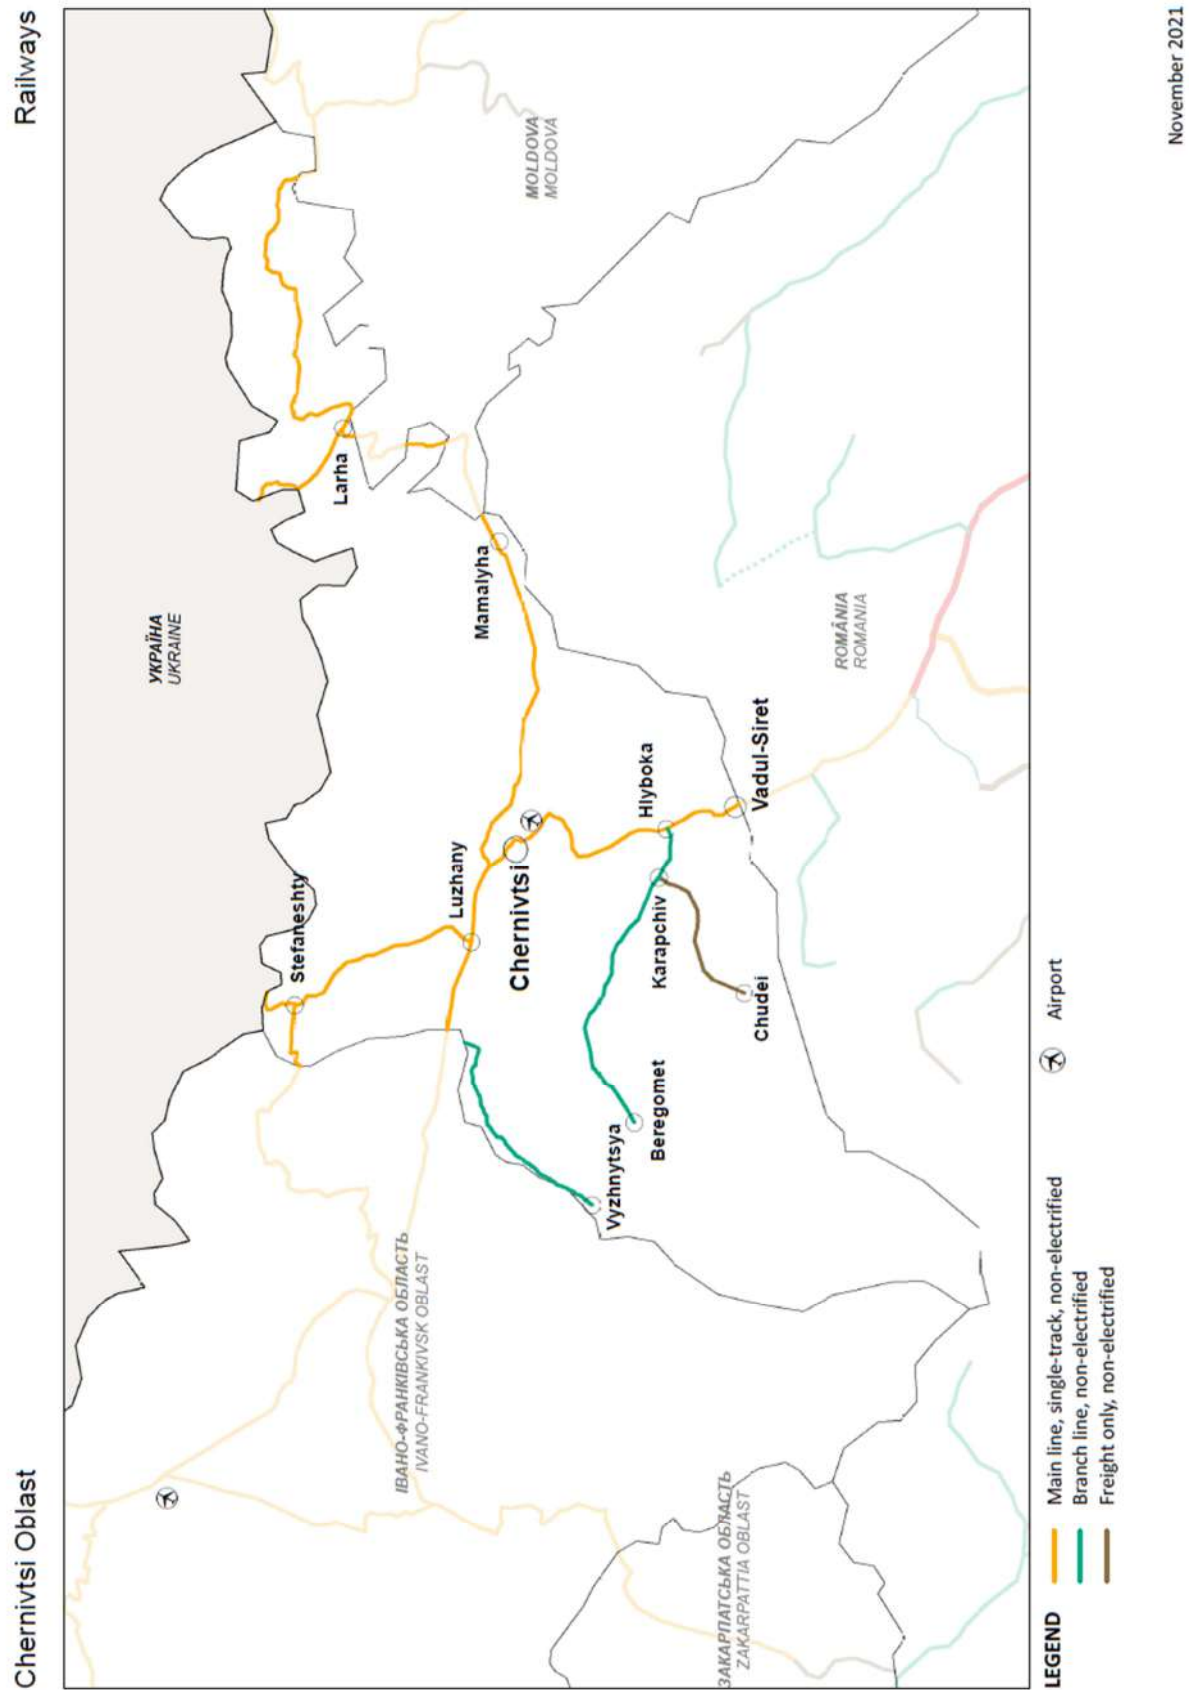 Chernivtsi Oblast
Railways
УКРАЇНА
UKRAINE
Stefaneshty
Larha
MOLDOVA
MOLDOVA
Luzhany
Mamalyha
Chernivtsi
ІВАНО-ФРАНКІВСЬКА ОБЛАСТЬ
IVANO-FRANKIVSK OBLAST
Vyzhnytsya
Beregomet
Karapchiv
Hlyboka
Chudei
Vadul-Siret
ROMÂNIA
ROMANIA
ЗАКАРПАТСЬКА ОБЛАСТЬ
ZAKARPATTIA OBLAST
LEGEND
Main line, single-track, non-electrified
Branch line, non-electrified
Freight only, non-electrified
Airport
November 2021